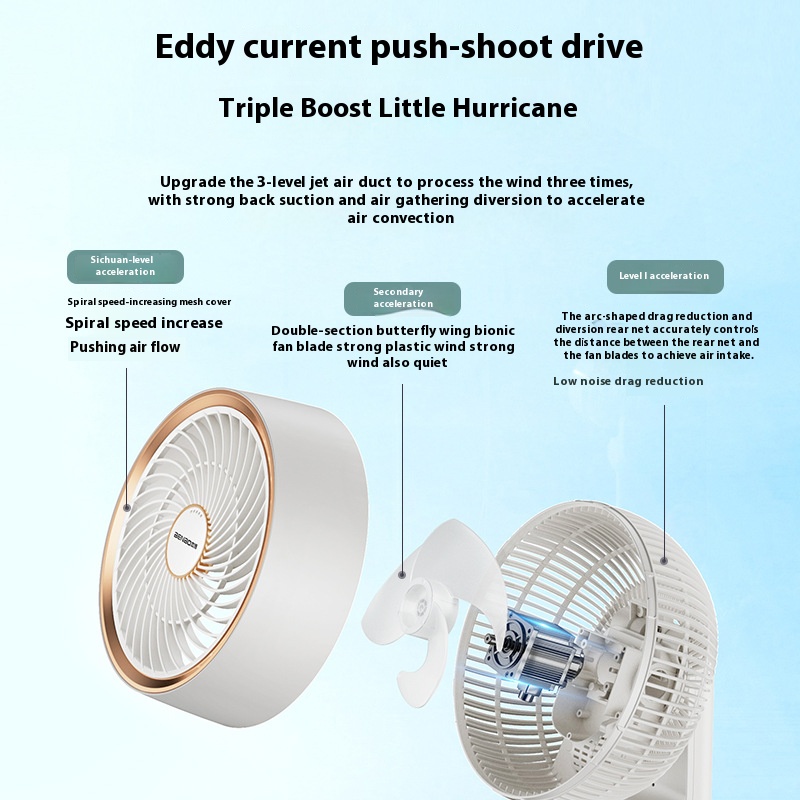 Eddy current push-shoot drive
Triple Boost Little Hurricane
Upgrade the 3-level jet air duct to process the wind three times,
with strong back suction and air gathering diversion to accelerate
air convection
Sichuan-level
acceleration
Spiral speed-increasing mesh cover
Spiral speed increase
Pushing air flow
Secondary
acceleration
Double-section butterfly wing bionic
fan blade strong plastic wind strong
wind also quiet
Level I acceleration
The arc-shaped drag reduction and
diversion rear net accurately controls
the distance between the rear net and
the fan blades to achieve air intake.
Low noise drag reduction